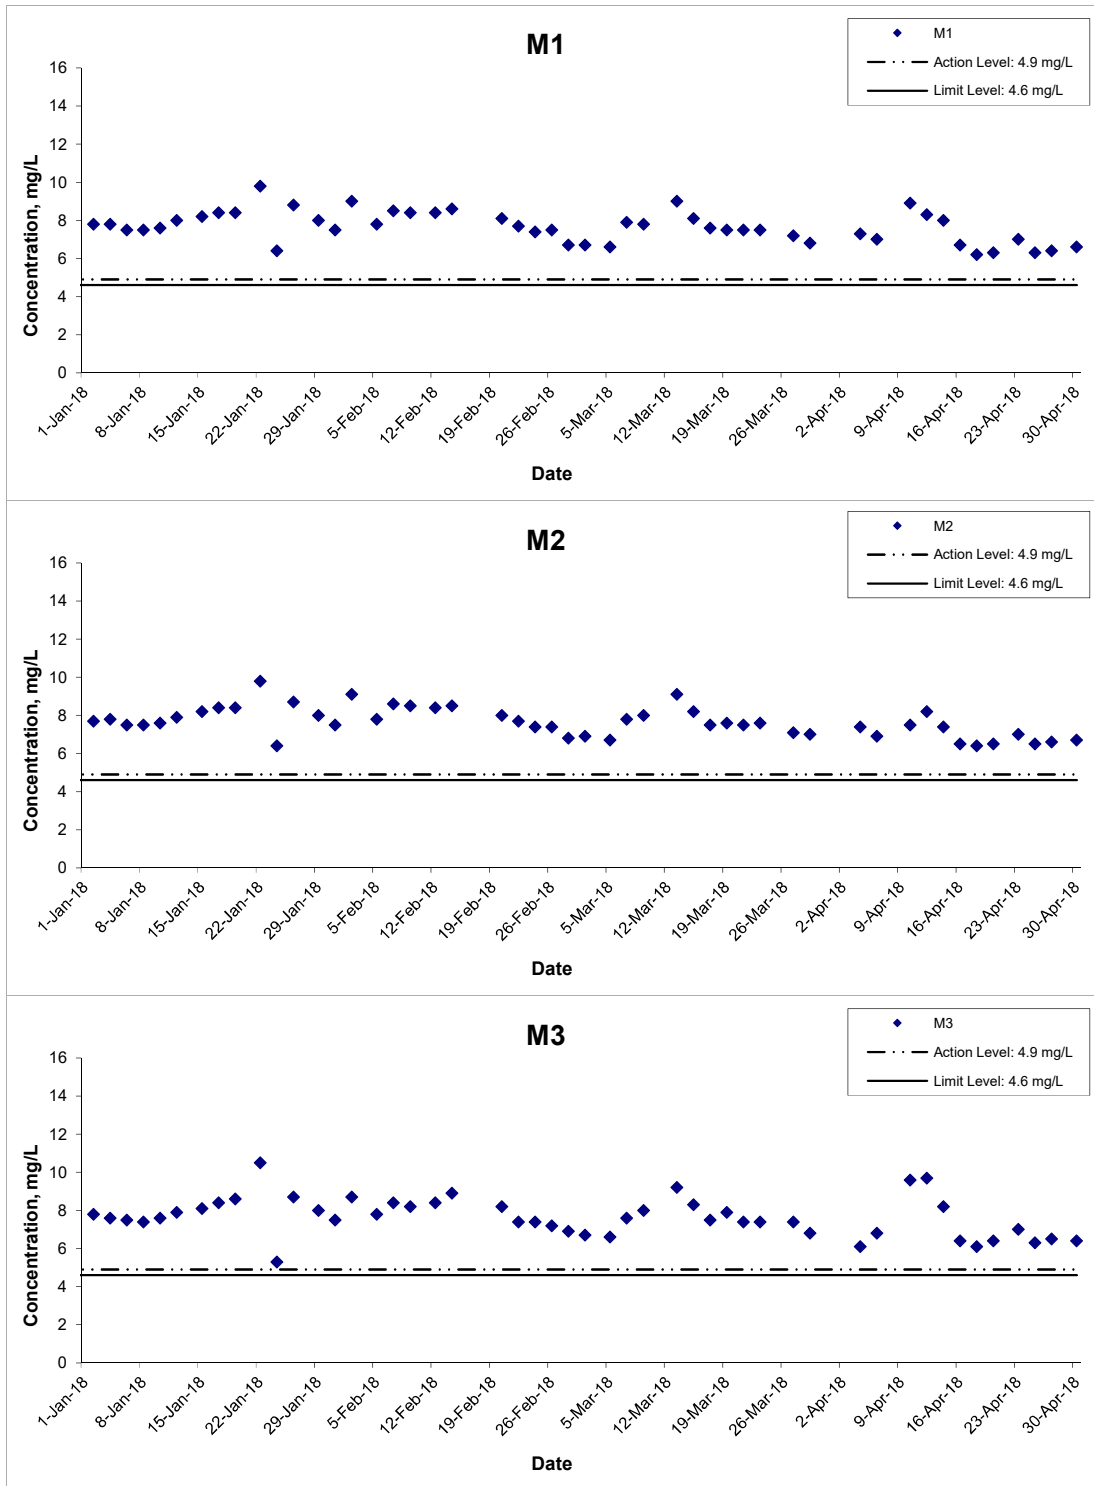 M1
M1
Action Level: 4.9 mg/L
Limit Level: 4.6 mg/L
Concentration, mg/L
16
14
12
10
8
6
4
2
0
1-Jan-18
8-Jan-18
15-Jan-18
22-Jan-18
29-Jan-18
5-Feb-18
12-Feb-18
19-Feb-18
26-Feb-18
5-Mar-18
12-Mar-18
19-Mar-18
26-Mar-18
2-Apr-18
9-Apr-18
16-Apr-18
23-Apr-18
30-Apr-18
Date
M2
M2
Action Level: 4.9 mg/L
Limit Level: 4.6 mg/L
Concentration, mg/L
16
14
12
10
8
6
4
2
0
1-Jan-18
8-Jan-18
15-Jan-18
22-Jan-18
29-Jan-18
5-Feb-18
12-Feb-18
19-Feb-18
26-Feb-18
5-Mar-18
12-Mar-18
19-Mar-18
26-Mar-18
2-Apr-18
9-Apr-18
16-Apr-18
23-Apr-18
30-Apr-18
Date
M3
M3
Action Level: 4.9 mg/L
Limit Level: 4.6 mg/L
Concentration, mg/L
16
14
12
10
8
6
4
2
0
1-Jan-18
8-Jan-18
15-Jan-18
22-Jan-18
29-Jan-18
5-Feb-18
12-Feb-18
19-Feb-18
26-Feb-18
5-Mar-18
12-Mar-18
19-Mar-18
26-Mar-18
2-Apr-18
9-Apr-18
16-Apr-18
23-Apr-18
30-Apr-18
Date